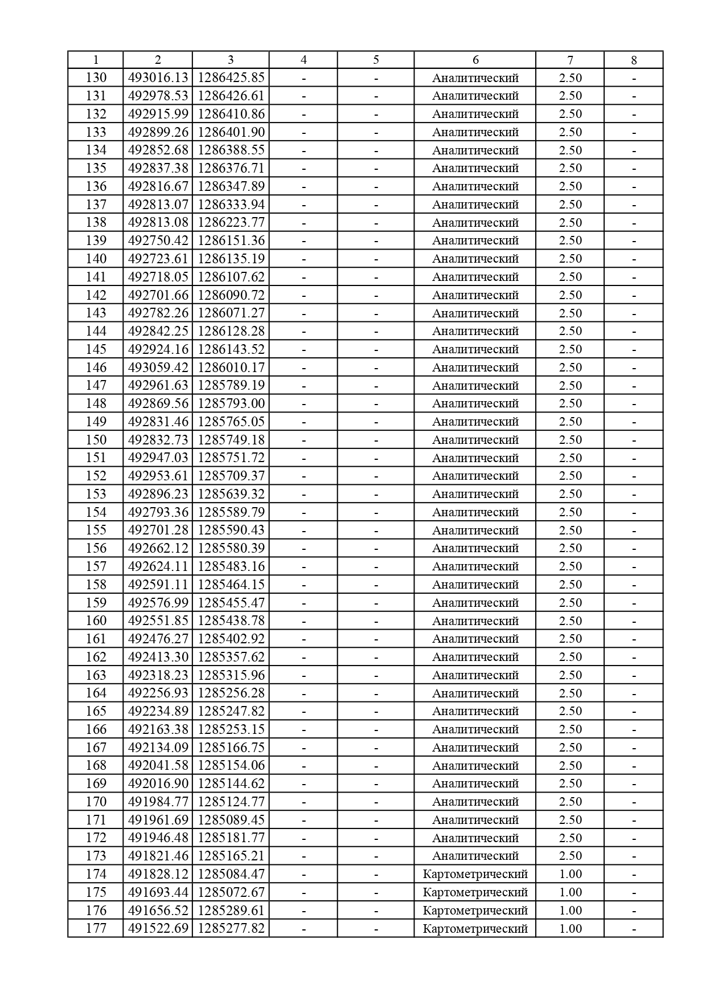 1 2 3 4 5 6 7 8
130 493016.13 1286425.85 - - Аналитический 2.50 -
131 492978.53 1286426.61 - - Аналитический 2.50 -
132 492915.99 1286410.86 - - Аналитический 2.50 -
133 492899.26 1286401.90 - - Аналитический 2.50 -
134 492852.68 1286388.55 - - Аналитический 2.50 -
135 492837.38 1286376.71 - - Аналитический 2.50 -
136 492816.67 1286347.89 - - Аналитический 2.50 -
137 492813.07 1286333.94 - - Аналитический 2.50 -
138 492813.08 1286223.77 - - Аналитический 2.50 -
139 492750.42 1286151.36 - - Аналитический 2.50 -
140 492723.61 1286135.19 - - Аналитический 2.50 -
141 492718.05 1286107.62 - - Аналитический 2.50 -
142 492701.66 1286090.72 - - Аналитический 2.50 -
143 492782.26 1286071.27 - - Аналитический 2.50 -
144 492842.25 1286128.28 - - Аналитический 2.50 -
145 492924.16 1286143.52 - - Аналитический 2.50 -
146 493059.42 1286010.17 - - Аналитический 2.50 -
147 492961.63 1285789.19 - - Аналитический 2.50 -
148 492869.56 1285793.00 - - Аналитический 2.50 -
149 492831.46 1285765.05 - - Аналитический 2.50 -
150 492832.73 1285749.18 - - Аналитический 2.50 -
151 492947.03 1285751.72 - - Аналитический 2.50 -
152 492953.61 1285709.37 - - Аналитический 2.50 -
153 492896.23 1285639.32 - - Аналитический 2.50 -
154 492793.36 1285589.79 - - Аналитический 2.50 -
155 492701.28 1285590.43 - - Аналитический 2.50 -
156 492662.12 1285580.39 - - Аналитический 2.50 -
157 492624.11 1285483.16 - - Аналитический 2.50 -
158 492591.11 1285464.15 - - Аналитический 2.50 -
159 492576.99 1285455.47 - - Аналитический 2.50 -
160 492551.85 1285438.78 - - Аналитический 2.50 -
161 492476.27 1285402.92 - - Аналитический 2.50 -
162 492413.30 1285357.62 - - Аналитический 2.50 -
163 492318.23 1285315.96 - - Аналитический 2.50 -
164 492256.93 1285256.28 - - Аналитический 2.50 -
165 492234.89 1285247.82 - - Аналитический 2.50 -
166 492163.38 1285253.15 - - Аналитический 2.50 -
167 492134.09 1285166.75 - - Аналитический 2.50 -
168 492041.58 1285154.06 - - Аналитический 2.50 -
169 492016.90 1285144.62 - - Аналитический 2.50 -
170 491984.77 1285124.77 - - Аналитический 2.50 -
171 491961.69 1285089.45 - - Аналитический 2.50 -
172 491946.48 1285181.77 - - Аналитический 2.50 -
173 491821.46 1285165.21 - - Аналитический 2.50 -
174 491828.12 1285084.47 - - Картометрический 1.00 -
175 491693.44 1285072.67 - - Картометрический 1.00 -
176 491656.52 1285289.61 - - Картометрический 1.00 -
177 491522.69 1285277.82 - - Картометрический 1.00 -